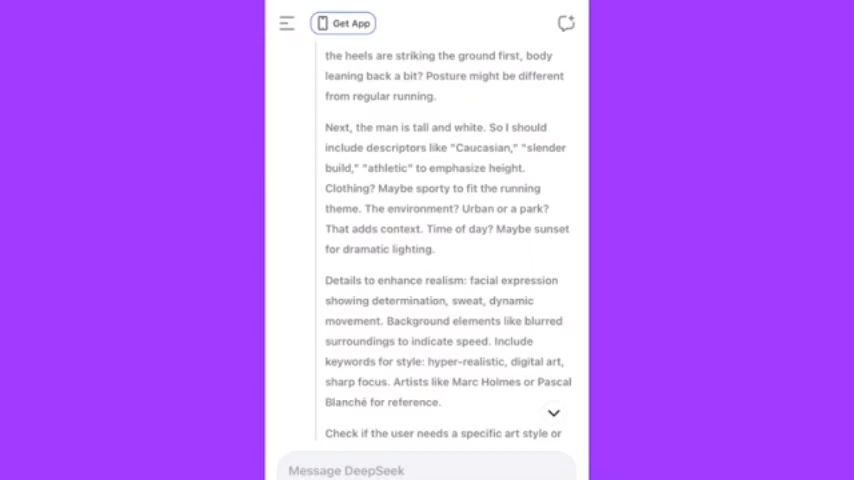 Get App
the heels are striking the ground first, body
leaning back a bit? Posture might be different
from regular running.
Next, the man is tall and white. So I should
include descriptors like "Caucasian," "slender
build," "athletic" to emphasize height.
Clothing? Maybe sporty to fit the running
theme. The environment? Urban or a park?
That adds context. Time of day? Maybe sunset
for dramatic lighting.
Details to enhance realism: facial expression
showing determination, sweat, dynamic
movement. Background elements like blurred
surroundings to indicate speed. Include
keywords for style: hyper-realistic, digital art,
sharp focus. Artists like Marc Holmes or Pascal
Blanché for reference.
Check if the user needs a specific art style or
Message DeepSeek